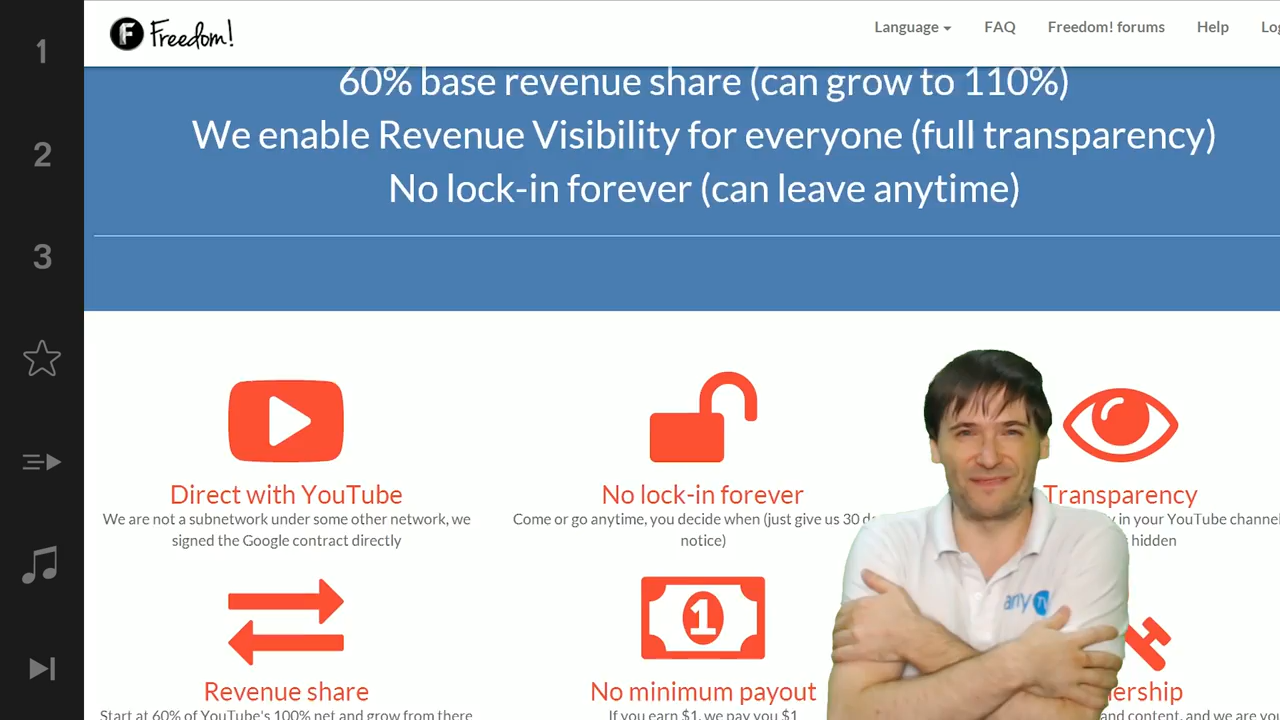 1
2
3
F Freedom!
Language FAQ Freedom! forums Help
60% base revenue share (can grow to 110%)
We enable Revenue Visibility for everyone (full transparency)
No lock-in forever (can leave anytime)
Direct with YouTube
We are not a subnetwork under some other network, we
signed the Google contract directly
No lock-in forever
Come or go anytime, you decide when (just give us 30
notice)
Transparency
in your YouTube channel
hidden
any TV
Revenue share
Start at 60% of YouTube's 100% net and grow from there
1
No minimum payout
If you earn $1, we pay you $1
and content, and we are